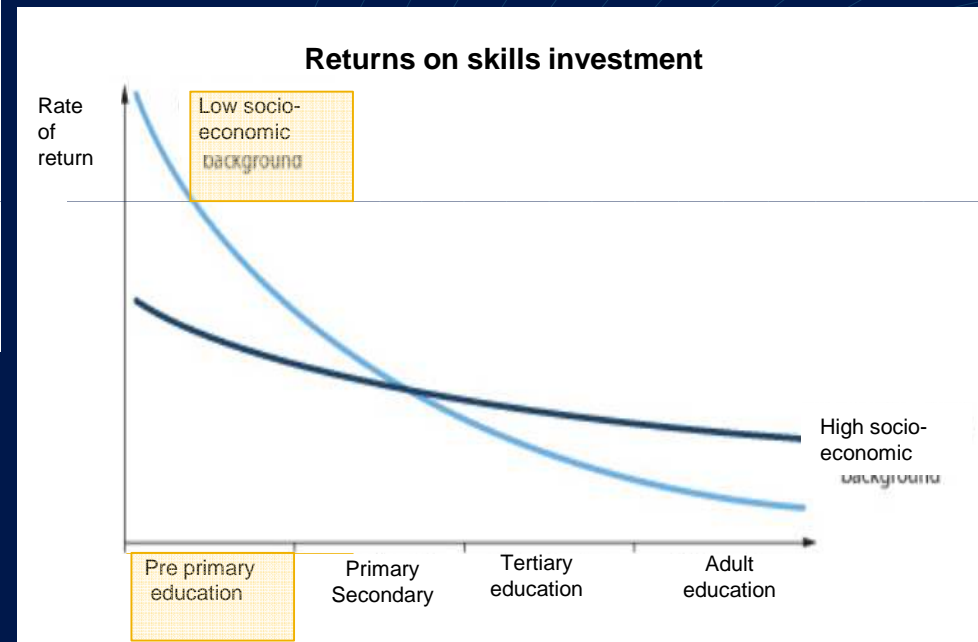 Returns on skills investment
Rate
of
return
Low socio-
economic
background
High socio-
economic
background
Pre primary
education
Primary
Secondary
Tertiary
education
Adult
education